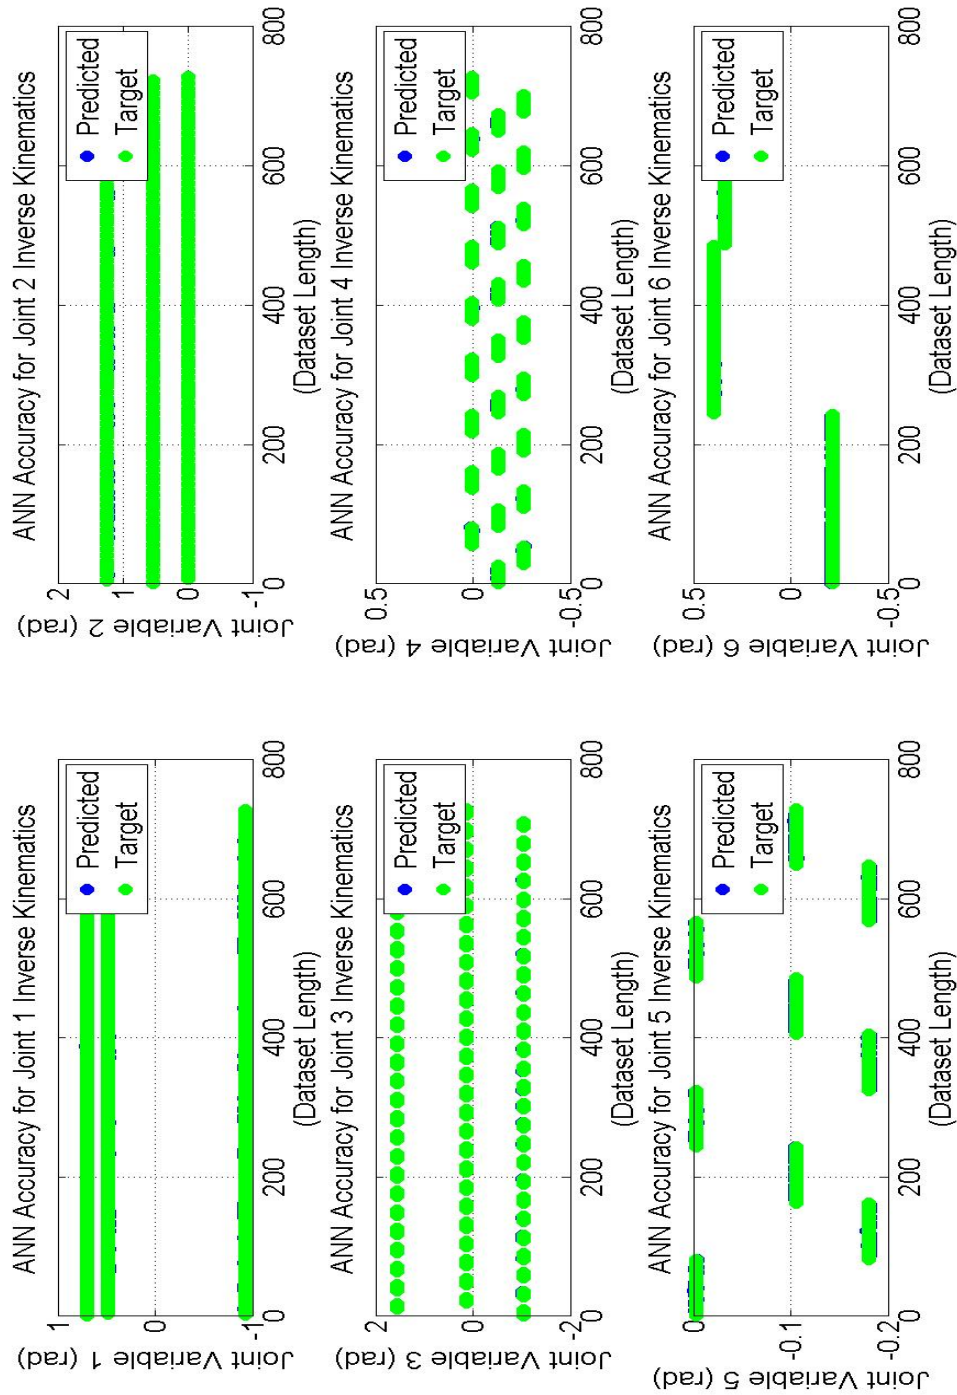 ANN Accuracy for Joint 1 Inverse Kinematics
Joint Variable 1 (rad)
1
0
-1
Predicted
Target
0 200 400 600 800
(Dataset Length)
ANN Accuracy for Joint 2 Inverse Kinematics
Joint Variable 2 (rad)
2
1
0
-1
Predicted
Target
0 200 400 600 800
(Dataset Length)
ANN Accuracy for Joint 3 Inverse Kinematics
Joint Variable 3 (rad)
2
0
-2
Predicted
Target
0 200 400 600 800
(Dataset Length)
ANN Accuracy for Joint 4 Inverse Kinematics
Joint Variable 4 (rad)
0.5
0
-0.5
Predicted
Target
0 200 400 600 800
(Dataset Length)
ANN Accuracy for Joint 5 Inverse Kinematics
Joint Variable 5 (rad)
0
-0.1
-0.2
Predicted
Target
0 200 400 600 800
(Dataset Length)
ANN Accuracy for Joint 6 Inverse Kinematics
Joint Variable 6 (rad)
0.5
0
-0.5
Predicted
Target
0 200 400 600 800
(Dataset Length)